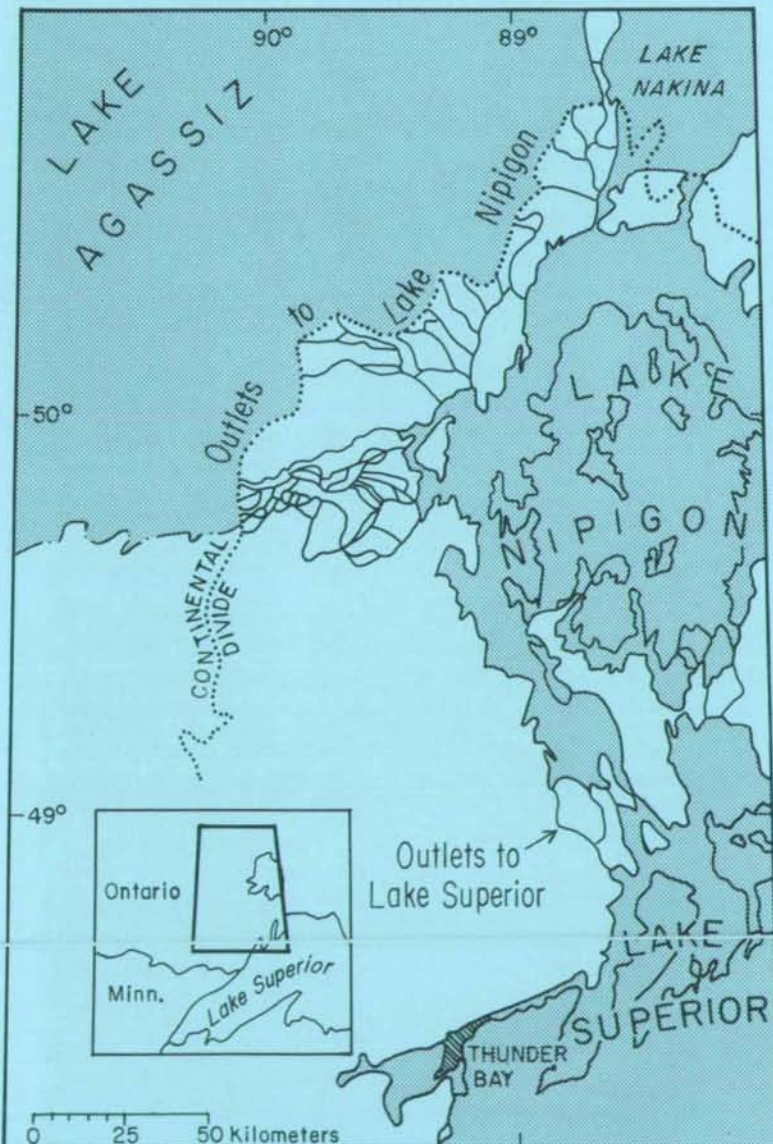 90°
89°
LAKE
AGASSIZ
LAKE
NAKINA
Outlets to Lake Nipigon
50°
LAKE
NIPIGON
CONTINENTAL
DIVIDE
49°
Outlets to
Lake Superior
Ontario
Minn.
Lake Superior
LAKE
SUPERIOR
THUNDER
BAY
0 25 50 Kilometers